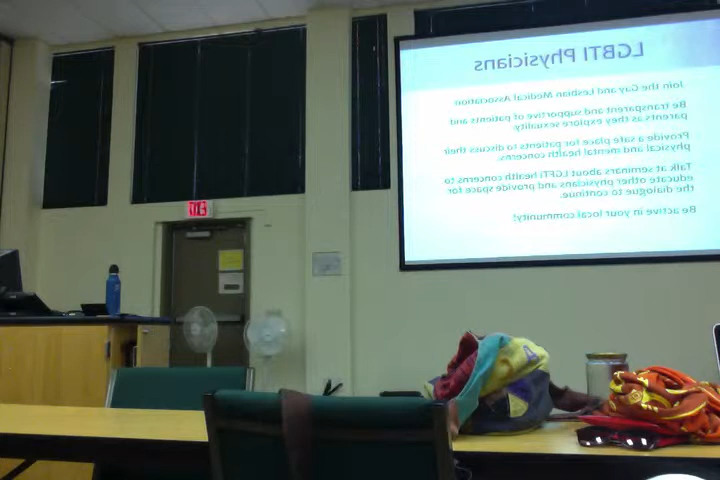 LGBTI Physicians
Join the Gay and Lesbian Medical Association
Be transparent and supportive of patients and
parents as they explore sexuality.
Provide a safe place for patients to discuss their
physical and mental health concerns.
Talk at seminars about LGBTI health concerns to
educate other physicians and provide space for
the dialogue to continue.
Be active in your local community!
EXIT